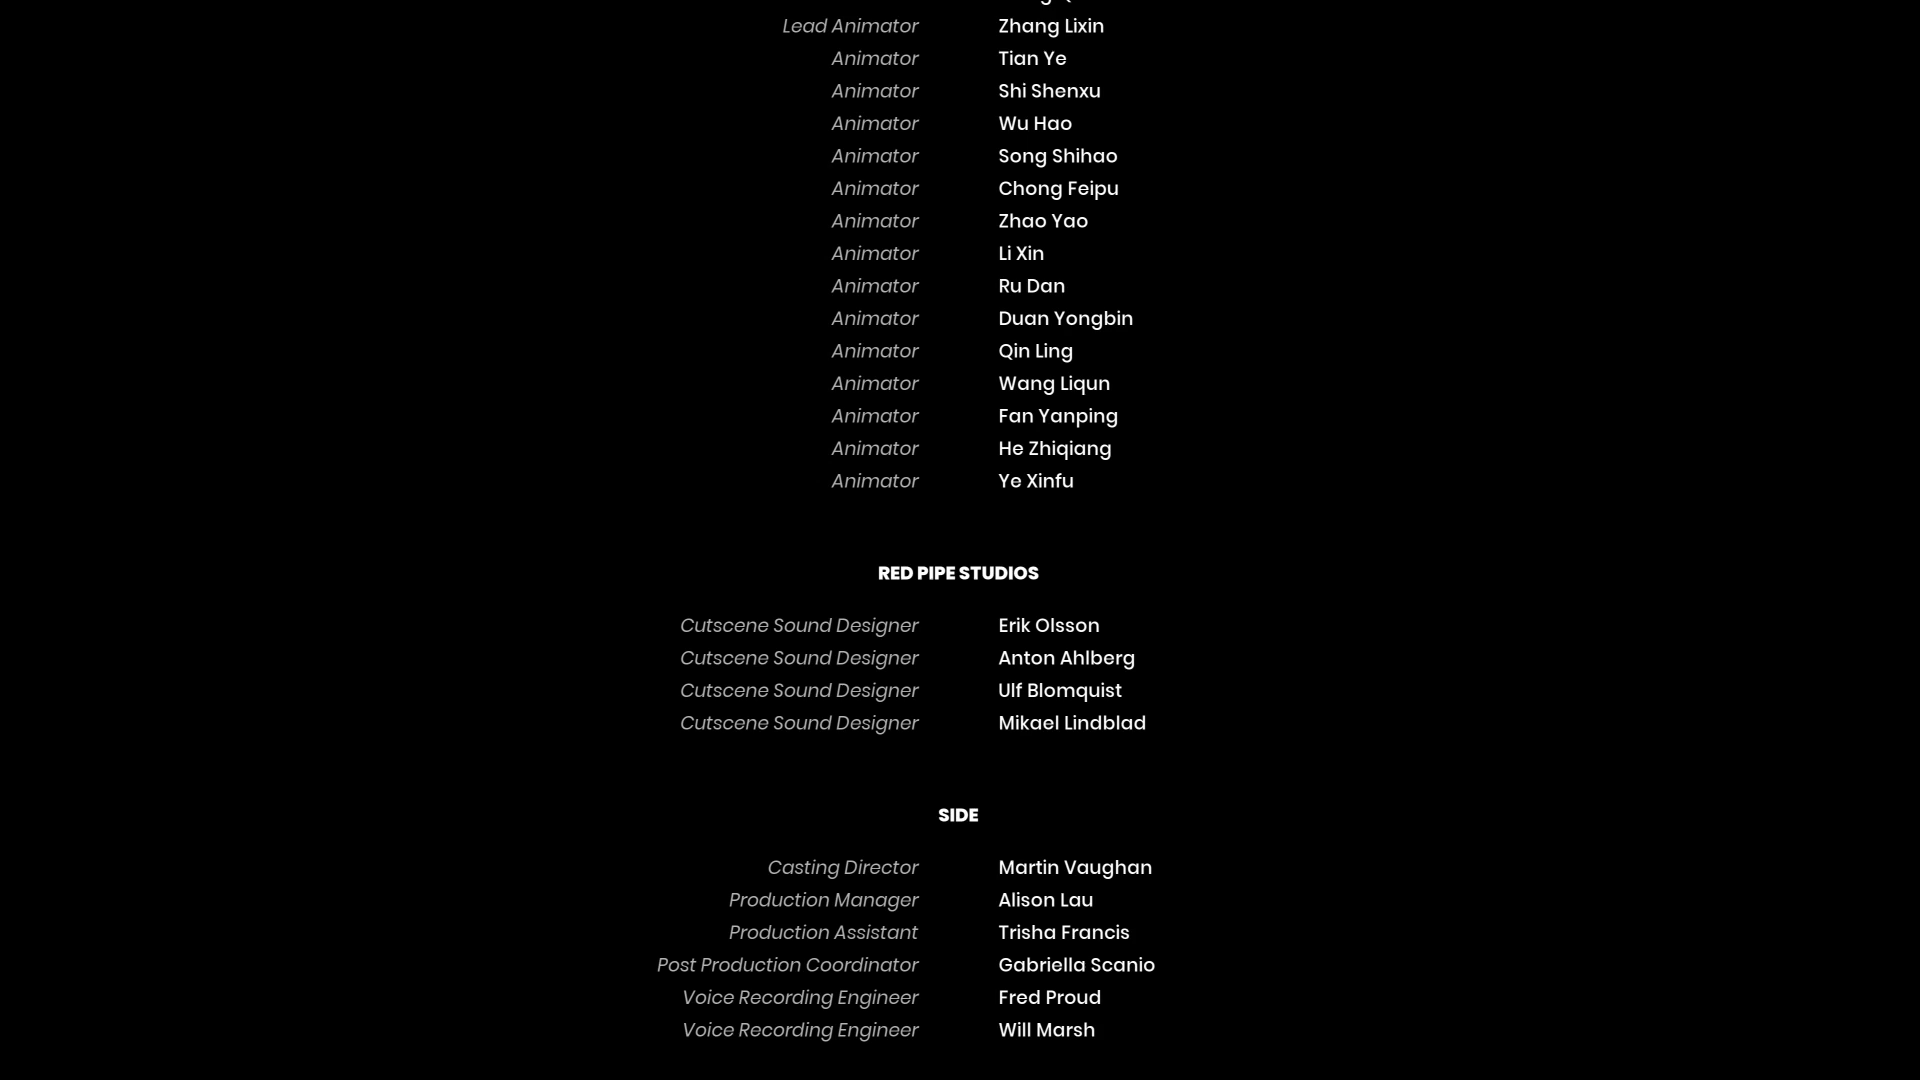 Lead Animator Zhang Lixin
Animator Tian Ye
Animator Shi Shenxu
Animator Wu Hao
Animator Song Shihao
Animator Chong Feipu
Animator Zhao Yao
Animator Li Xin
Animator Ru Dan
Animator Duan Yongbin
Animator Qin Ling
Animator Wang Liqun
Animator Fan Yanping
Animator He Zhiqiang
Animator Ye Xinfu
RED PIPE STUDIOS
Cutscene Sound Designer Erik Olsson
Cutscene Sound Designer Anton Ahlberg
Cutscene Sound Designer Ulf Blomquist
Cutscene Sound Designer Mikael Lindblad
SIDE
Casting Director Martin Vaughan
Production Manager Alison Lau
Production Assistant Trisha Francis
Post Production Coordinator Gabriella Scanio
Voice Recording Engineer Fred Proud
Voice Recording Engineer Will Marsh